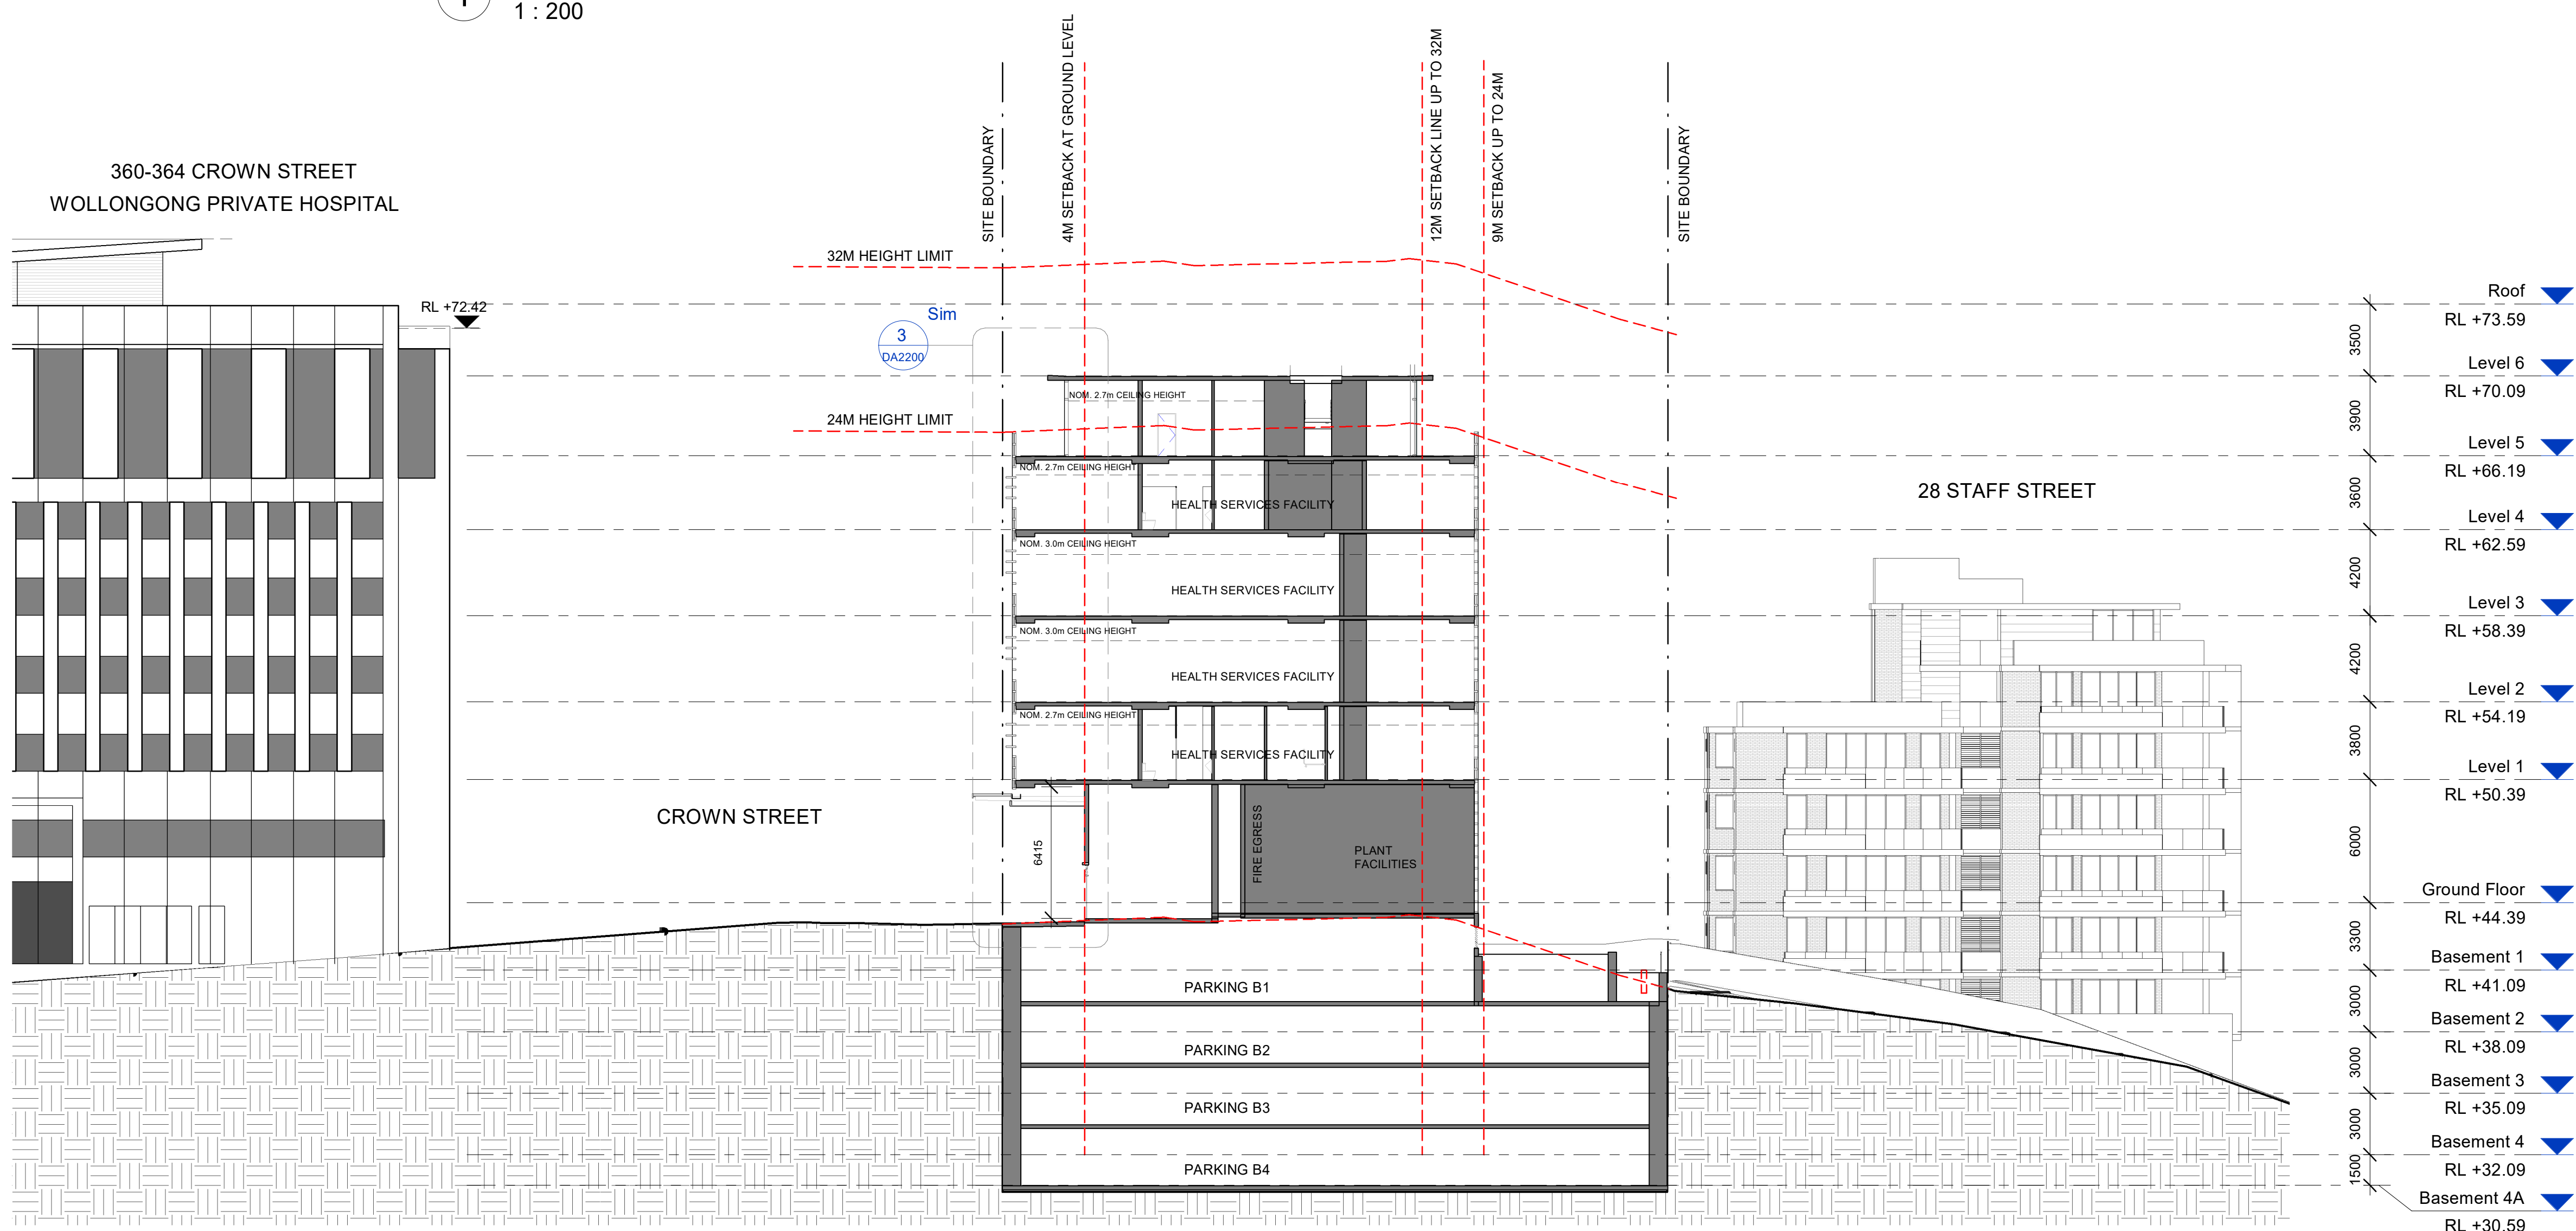 1 : 200
360-364 CROWN STREET
WOLLONGONG PRIVATE HOSPITAL
SITE BOUNDARY
4M SETBACK AT GROUND LEVEL
12M SETBACK LINE UP TO 32M
9M SETBACK UP TO 24M
SITE BOUNDARY
32M HEIGHT LIMIT
RL +72.42
Sim
3
DA2200
24M HEIGHT LIMIT
NOM. 2.7m CEILING HEIGHT
NOM. 2.7m CEILING HEIGHT
HEALTH SERVICES FACILITY
NOM. 3.0m CEILING HEIGHT
HEALTH SERVICES FACILITY
NOM. 3.0m CEILING HEIGHT
HEALTH SERVICES FACILITY
NOM. 2.7m CEILING HEIGHT
HEALTH SERVICES FACILITY
CROWN STREET
6415
FIRE EGRESS
PLANT
FACILITIES
PARKING B1
PARKING B2
PARKING B3
PARKING B4
28 STAFF STREET
Roof
RL +73.59
3500
Level 6
RL +70.09
3900
Level 5
RL +66.19
3600
Level 4
RL +62.59
4200
Level 3
RL +58.39
4200
Level 2
RL +54.19
3800
Level 1
RL +50.39
6000
Ground Floor
RL +44.39
3300
Basement 1
RL +41.09
3000
Basement 2
RL +38.09
3000
Basement 3
RL +35.09
3000
Basement 4
RL +32.09
1500
Basement 4A
RL +30.59